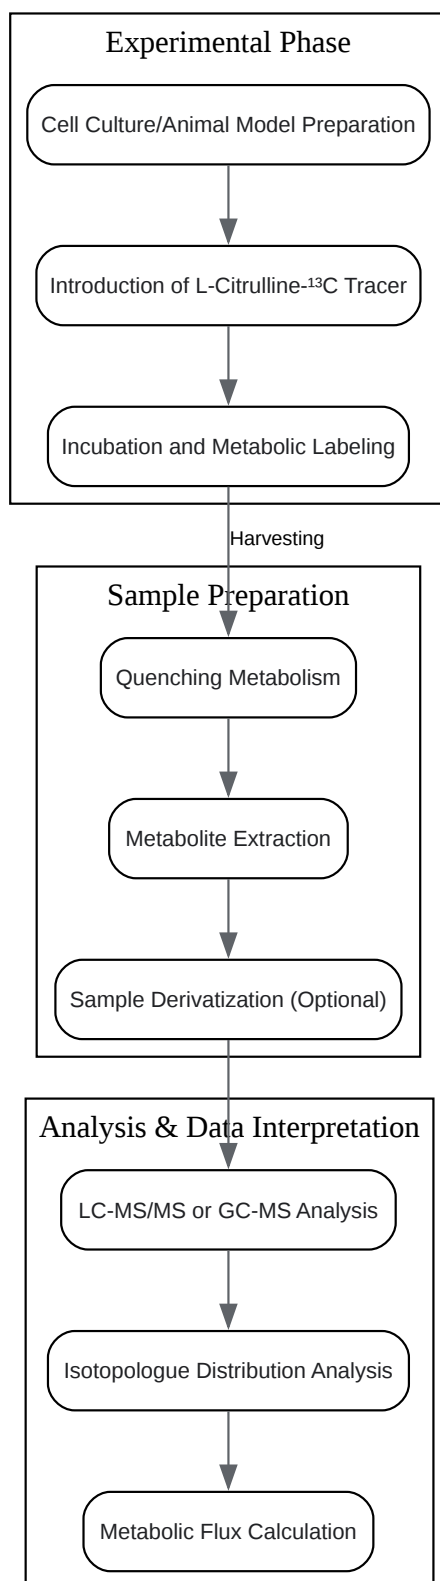 Experimental Phase
Cell Culture/Animal Model Preparation
Introduction of L-Citrulline-¹³C Tracer
Incubation and Metabolic Labeling
Harvesting
Sample Preparation
Quenching Metabolism
Metabolite Extraction
Sample Derivatization (Optional)
Analysis & Data Interpretation
LC-MS/MS or GC-MS Analysis
Isotopologue Distribution Analysis
Metabolic Flux Calculation